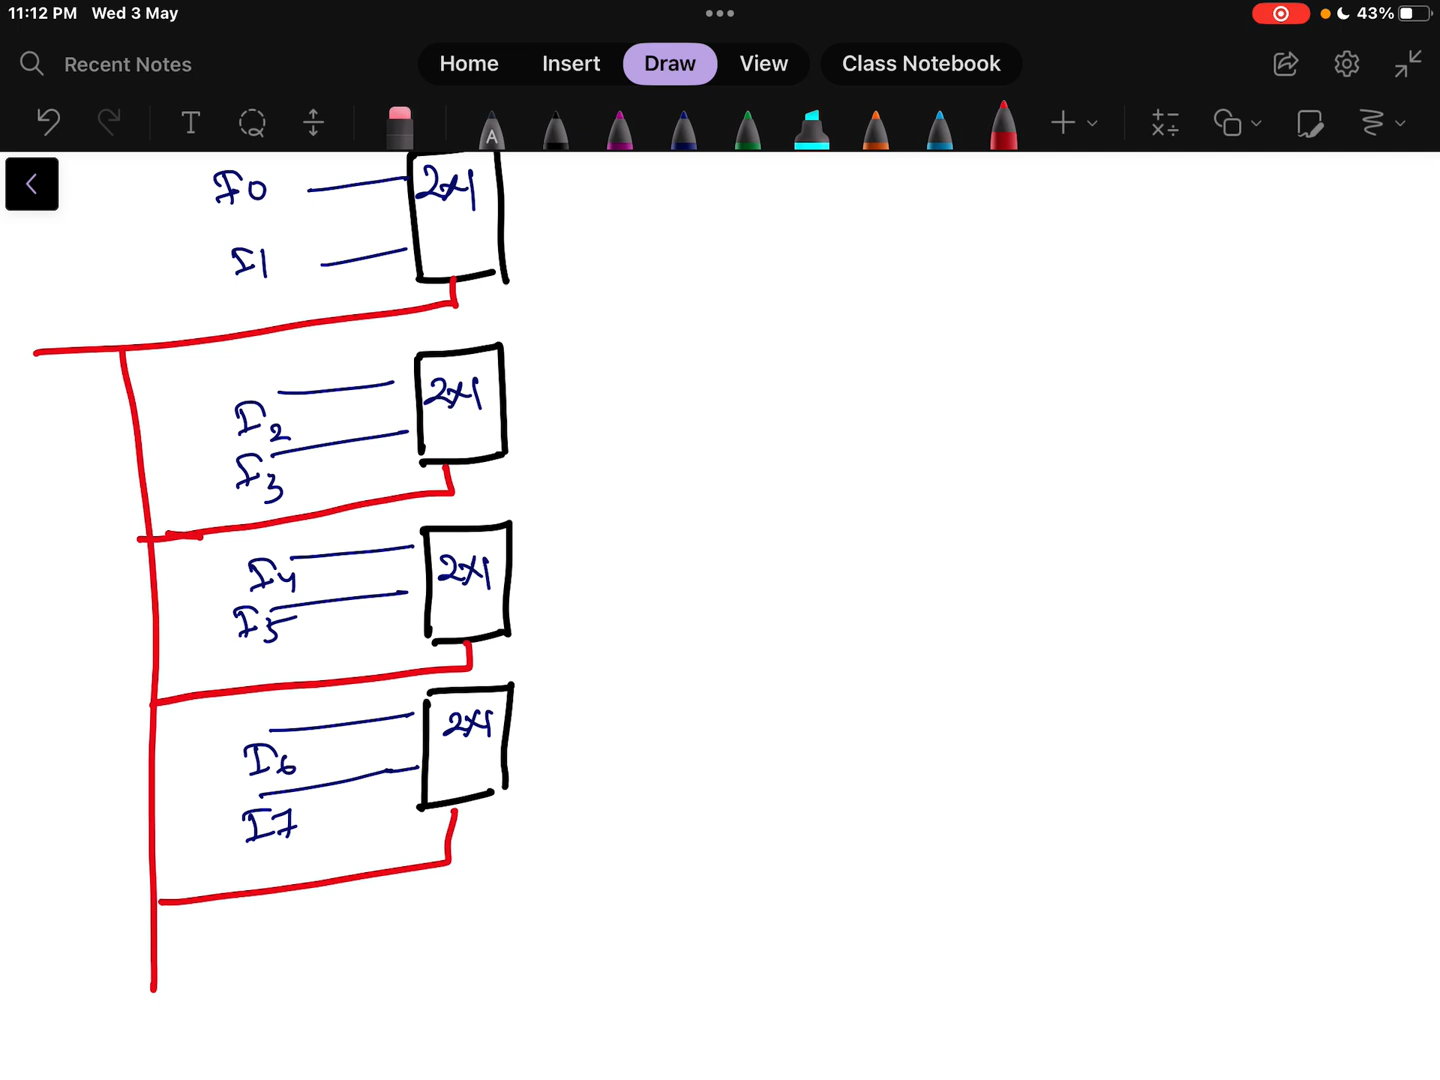 11:12 PM Wed 3 May
43%
Recent Notes
Home
Insert
Draw
View
Class Notebook
T
A
I0
2x1
I1
2x1
I2
I3
I4
2x1
I5
2x1
I6
I7